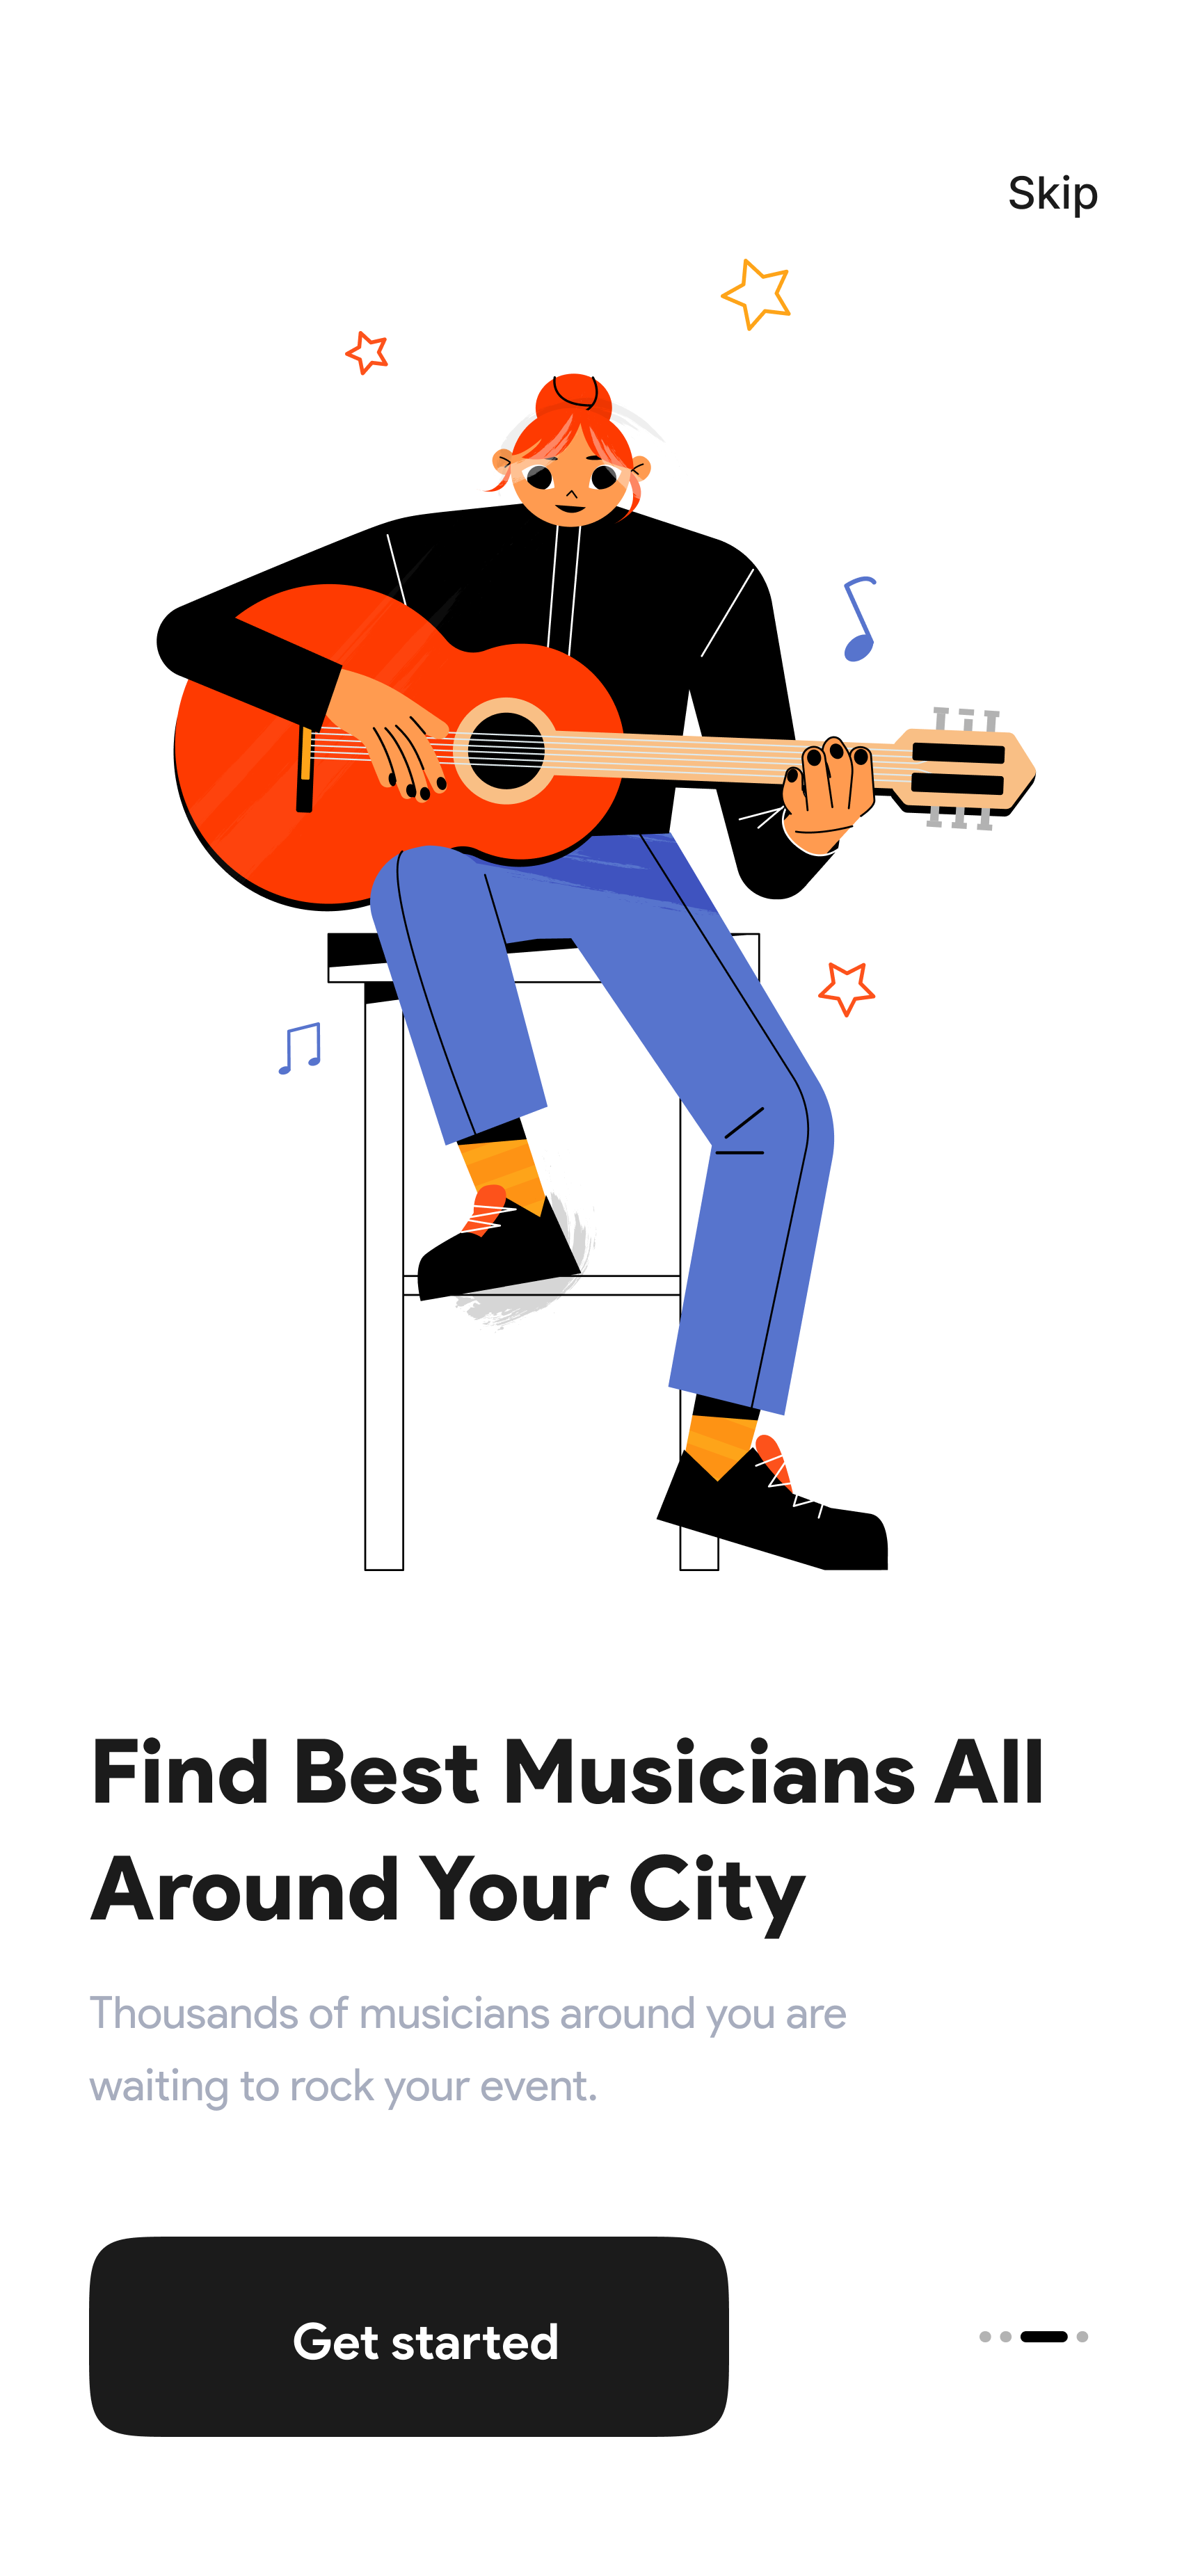 Skip
Find Best Musicians All
Around Your City
Thousands of musicians around you are
waiting to rock your event.
Get started